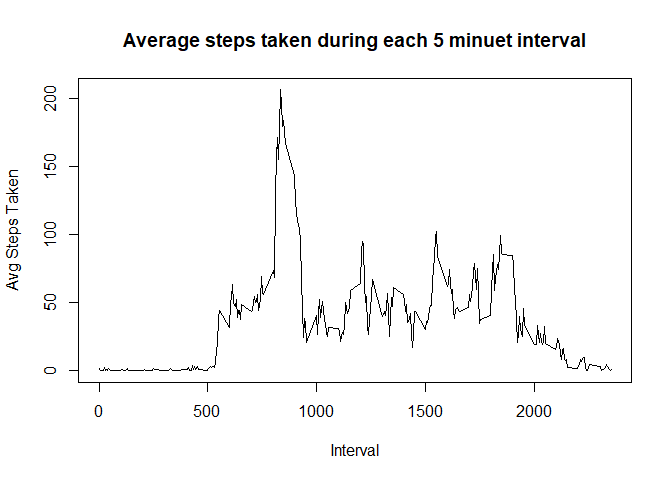 Average steps taken during each 5 minuet interval
Avg Steps Taken
200
150
100
50
0
0 500 1000 1500 2000
Interval